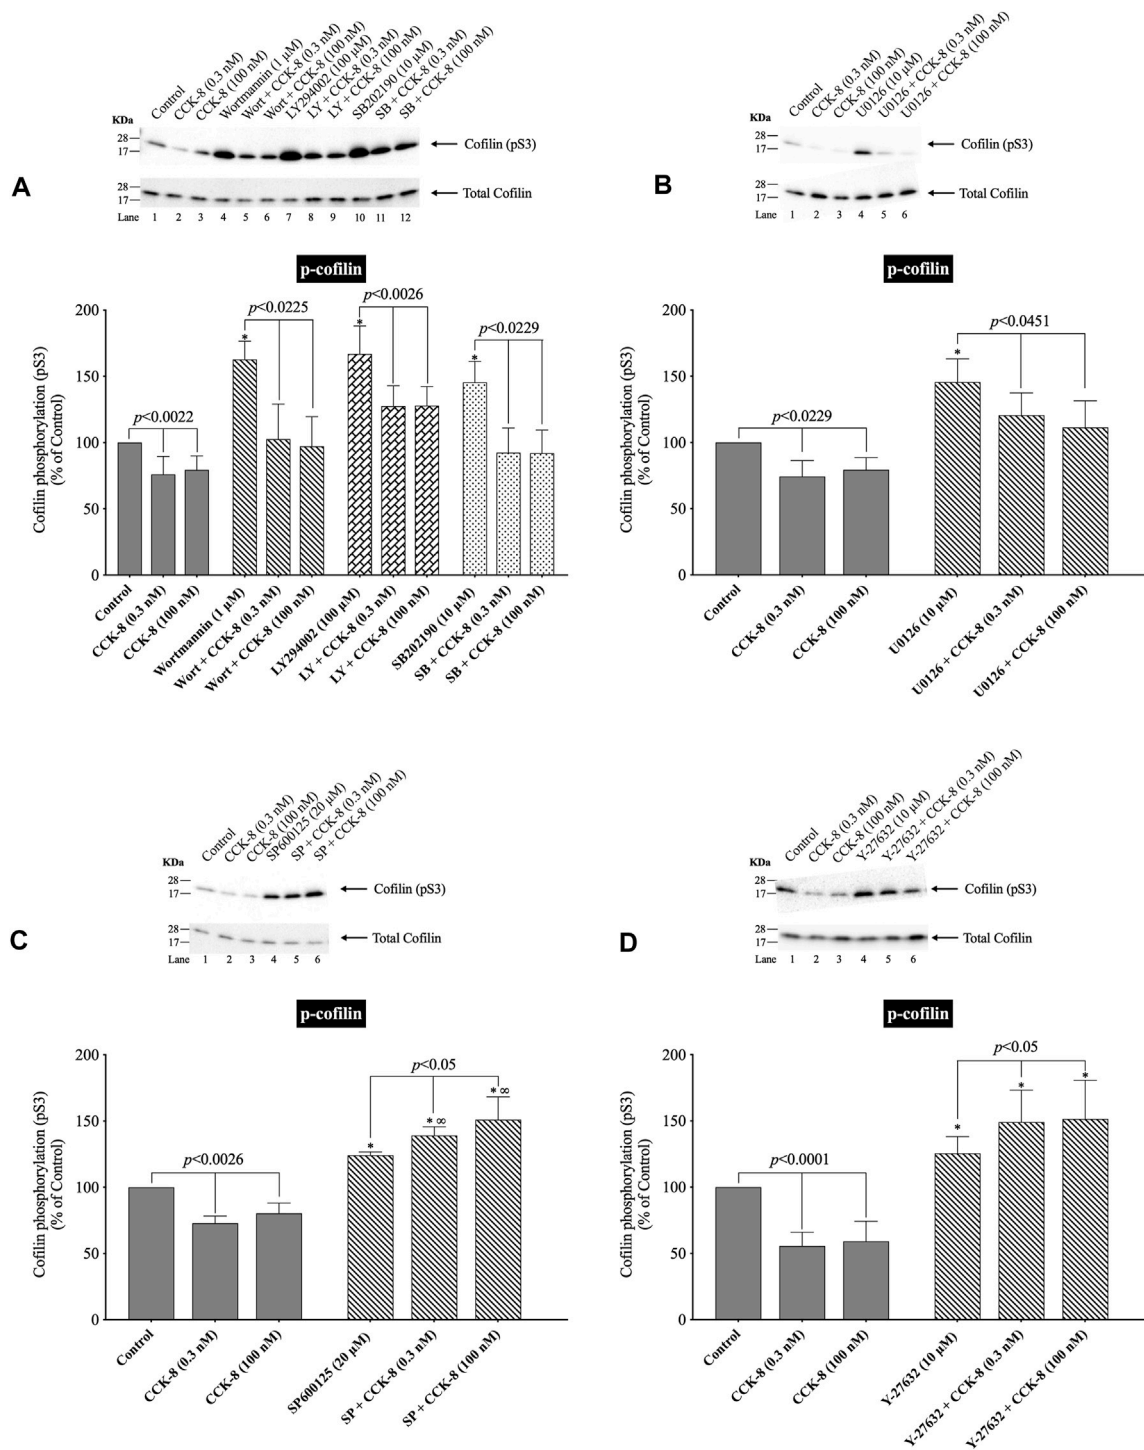 Control
CCK-8 (0.3 nM)
CCK-8 (100 nM)
Wortmannin (1 µM)
Wort + CCK-8 (0.3 nM)
Wort + CCK-8 (100 nM)
LY294002 (100 µM)
LY + CCK-8 (0.3 nM)
LY + CCK-8 (100 nM)
SB202190 (10 µM)
SB + CCK-8 (0.3 nM)
SB + CCK-8 (100 nM)
KDa
28
17
Cofilin (pS3)
A
28
17
Total Cofilin
Lane 1 2 3 4 5 6 7 8 9 10 11 12
p-cofilin
Cofilin phosphorylation (pS3)
(% of Control)
200
150
100
50
0
p<0.0022
p<0.0225
p<0.0026
p<0.0229
*
*
*
Control
CCK-8 (0.3 nM)
CCK-8 (100 nM)
Wortmannin (1 µM)
Wort + CCK-8 (0.3 nM)
Wort + CCK-8 (100 nM)
LY294002 (100 µM)
LY + CCK-8 (0.3 nM)
LY + CCK-8 (100 nM)
SB202190 (10 µM)
SB + CCK-8 (0.3 nM)
SB + CCK-8 (100 nM)
Control
CCK-8 (0.3 nM)
CCK-8 (100 nM)
U0126 (10 µM)
U0126 + CCK-8 (0.3 nM)
U0126 + CCK-8 (100 nM)
KDa
28
17
Cofilin (pS3)
B
28
17
Total Cofilin
Lane 1 2 3 4 5 6
p-cofilin
Cofilin phosphorylation (pS3)
(% of Control)
200
150
100
50
0
p<0.0229
p<0.0451
*
Control
CCK-8 (0.3 nM)
CCK-8 (100 nM)
U0126 (10 µM)
U0126 + CCK-8 (0.3 nM)
U0126 + CCK-8 (100 nM)
Control
CCK-8 (0.3 nM)
CCK-8 (100 nM)
SP600125 (20 µM)
SP + CCK-8 (0.3 nM)
SP + CCK-8 (100 nM)
KDa
28
17
Cofilin (pS3)
C
28
17
Total Cofilin
Lane 1 2 3 4 5 6
p-cofilin
Cofilin phosphorylation (pS3)
(% of Control)
200
150
100
50
0
p<0.0026
p<0.05
*
*∞
*∞
Control
CCK-8 (0.3 nM)
CCK-8 (100 nM)
SP600125 (20 µM)
SP + CCK-8 (0.3 nM)
SP + CCK-8 (100 nM)
Control
CCK-8 (0.3 nM)
CCK-8 (100 nM)
Y-27632 (10 µM)
Y-27632 + CCK-8 (0.3 nM)
Y-27632 + CCK-8 (100 nM)
KDa
28
17
Cofilin (pS3)
D
28
17
Total Cofilin
Lane 1 2 3 4 5 6
p-cofilin
Cofilin phosphorylation (pS3)
(% of Control)
200
150
100
50
0
p<0.0001
p<0.05
*
*
*
Control
CCK-8 (0.3 nM)
CCK-8 (100 nM)
Y-27632 (10 µM)
Y-27632 + CCK-8 (0.3 nM)
Y-27632 + CCK-8 (100 nM)